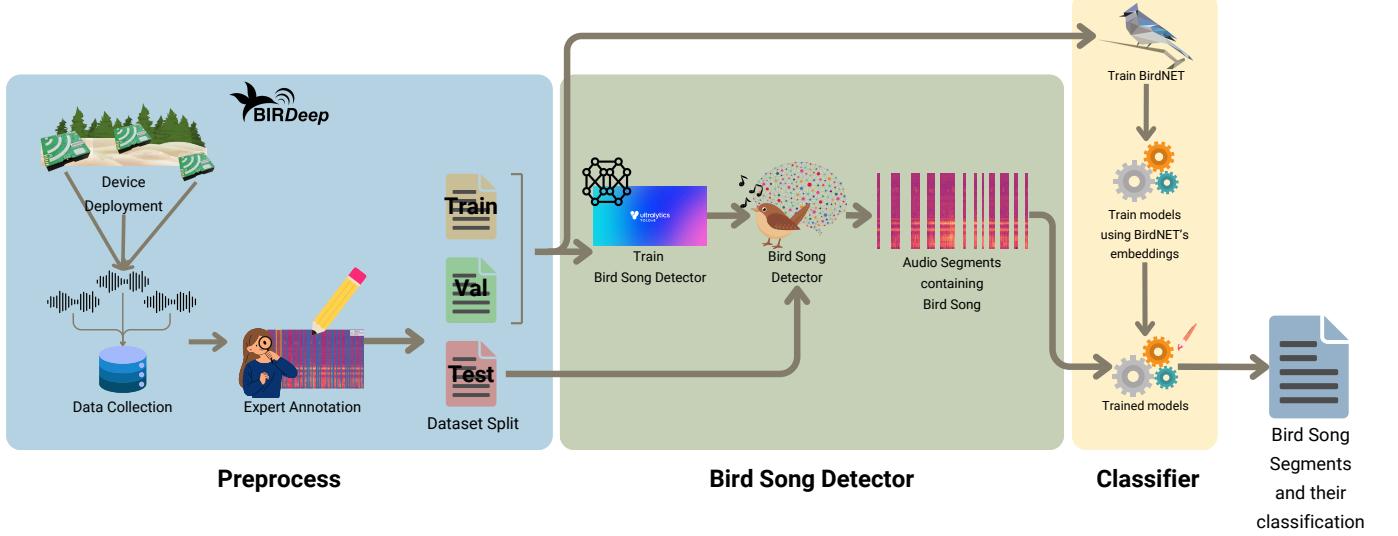 BIRDeep
Device
Deployment
Data Collection
Expert Annotation
Train
Val
Test
Dataset Split
Preprocess
ultralytics
Train
Bird Song Detector
Bird Song
Detector
Audio Segments
containing
Bird Song
Bird Song Detector
Train BirdNET
Train models
using BirdNET's
embeddings
Trained models
Classifier
Bird Song
Segments
and their
classification